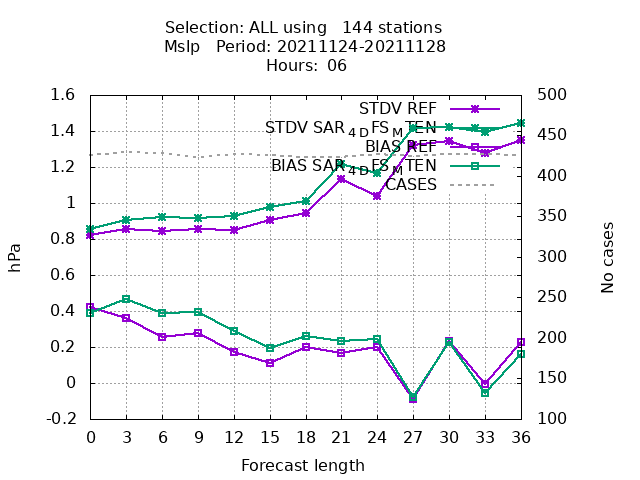 Selection: ALL using   144 stations
Mslp   Period: 20211124-20211128
Hours: 06
STDV REF
STDV SAR_4DFS_MTEN
BIAS REF
BIAS SAR_4DFS_MTEN
CASES
1.6
1.4
1.2
1
0.8
0.6
0.4
0.2
0
-0.2
hPa
500
450
400
350
300
250
200
150
100
No cases
0 3 6 9 12 15 18 21 24 27 30 33 36
Forecast length